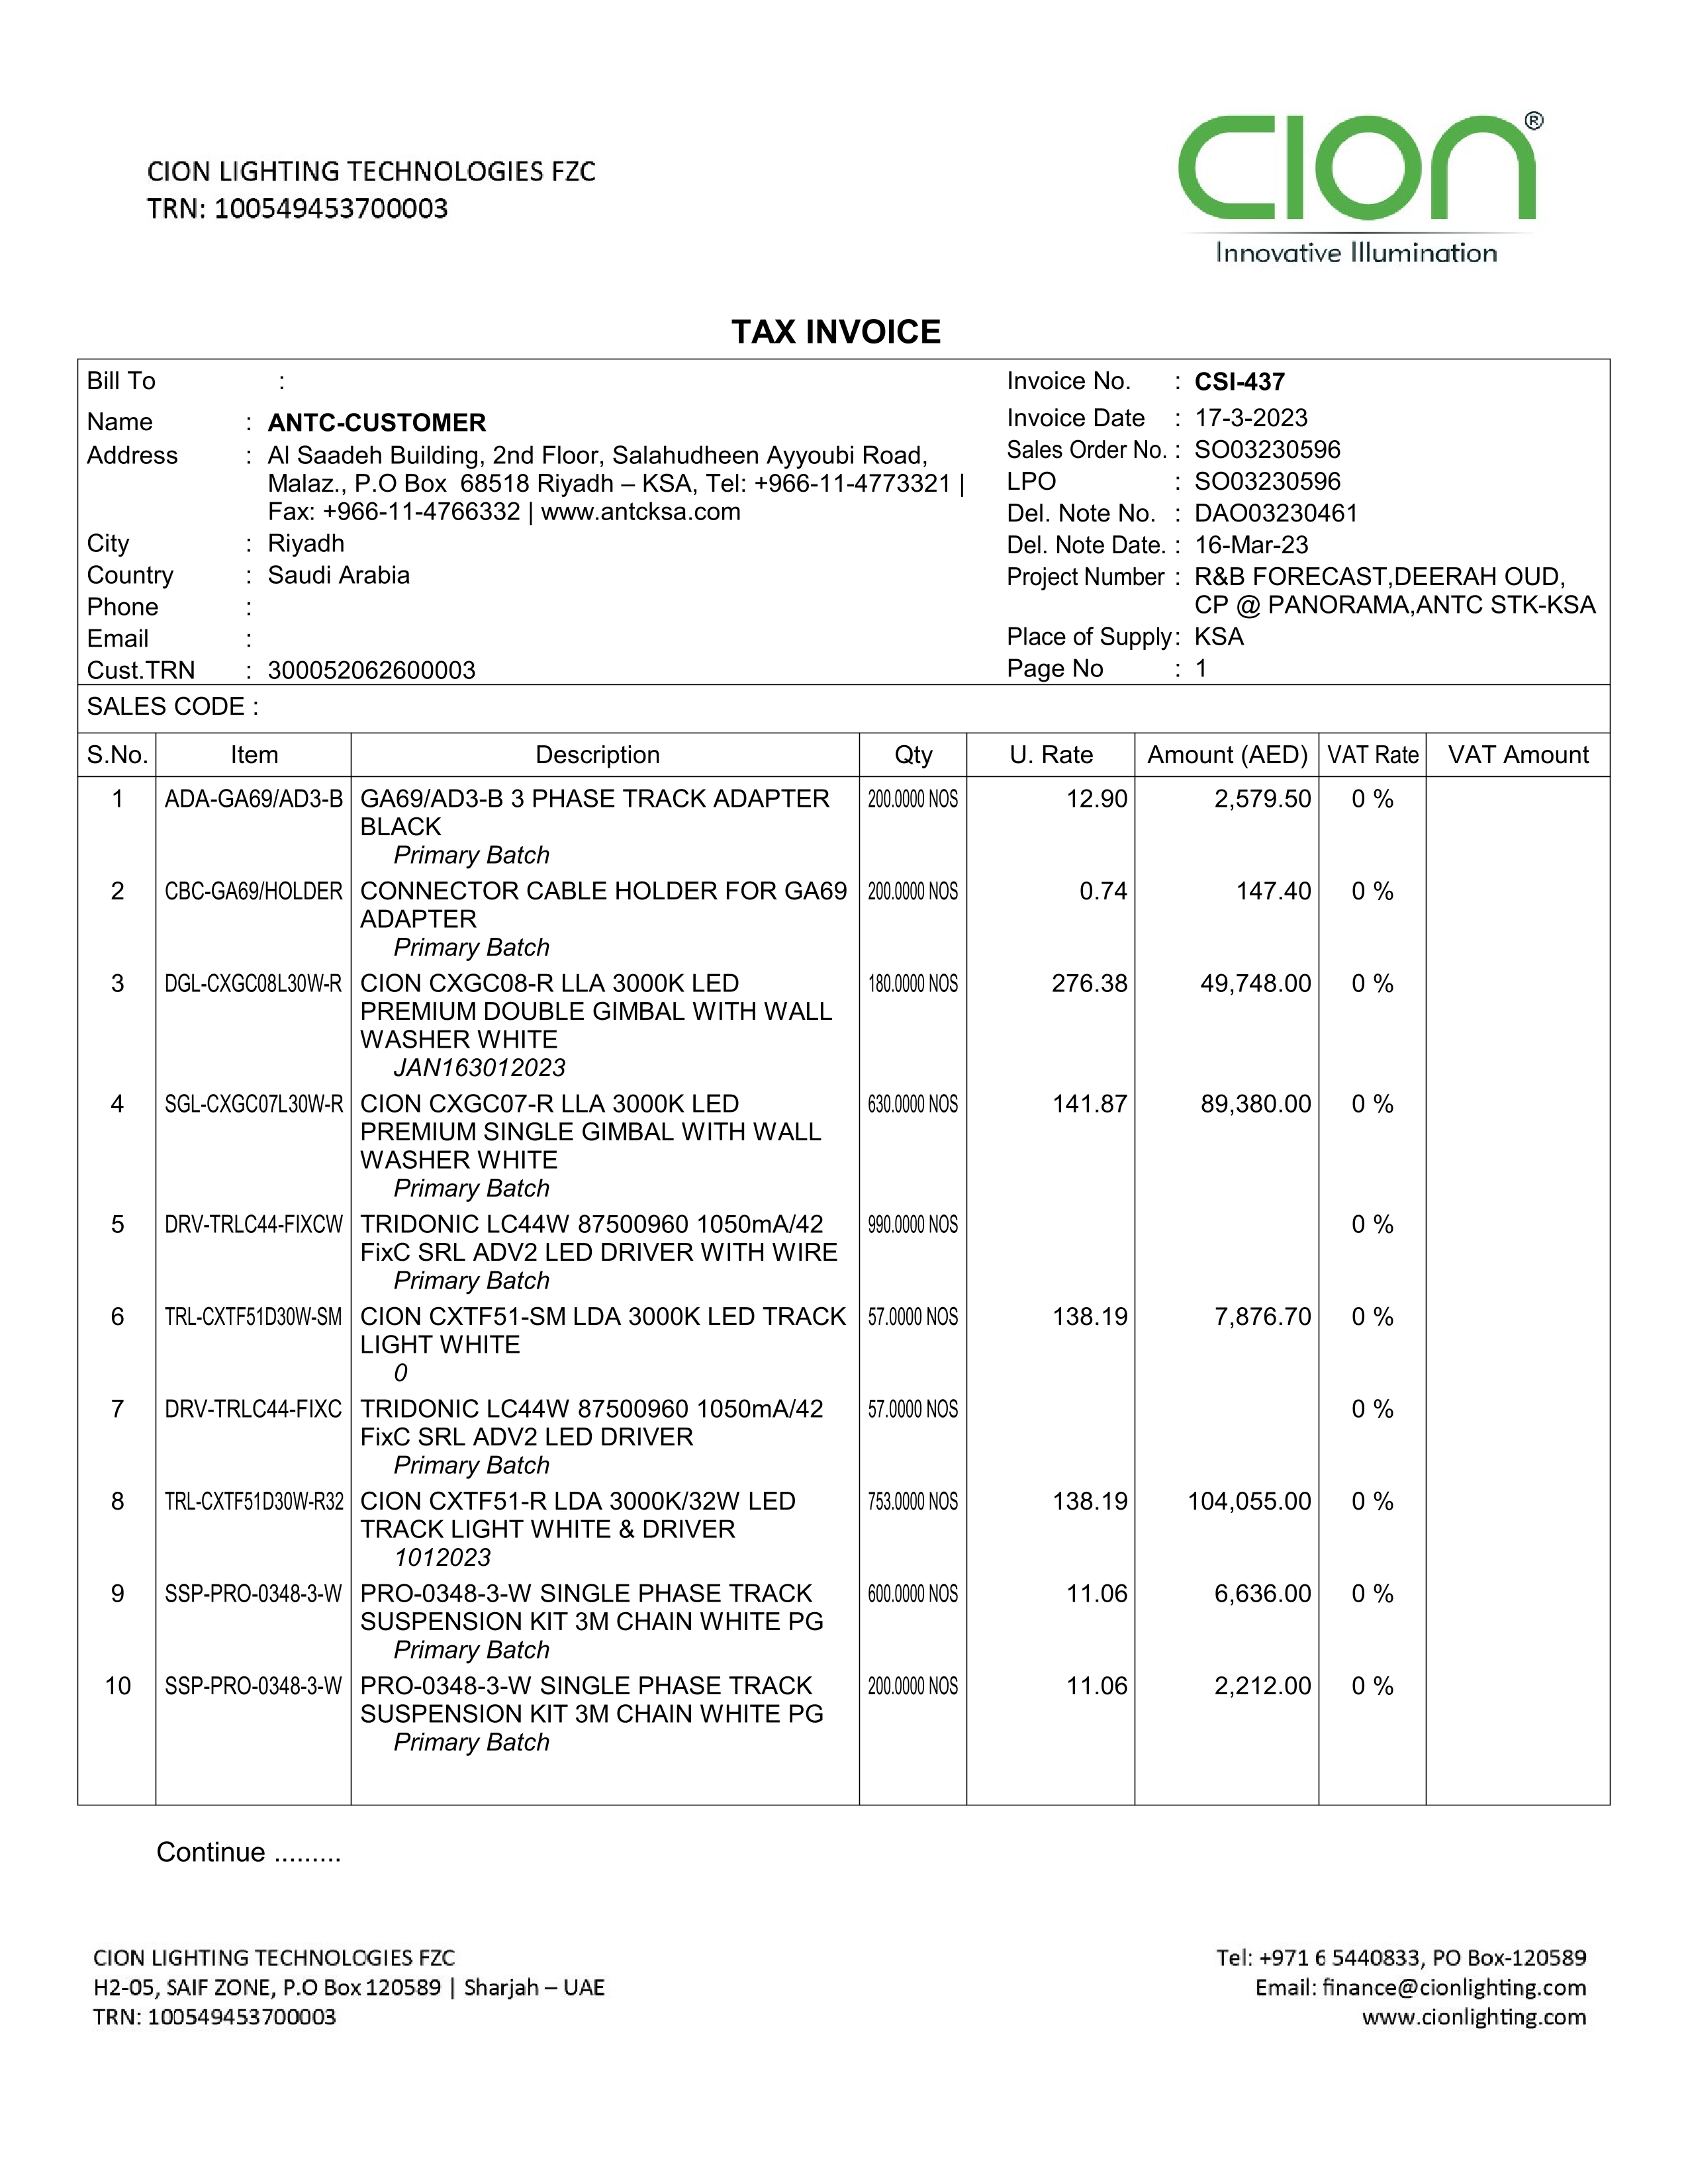 CION LIGHTING TECHNOLOGIES FZC
TRN: 100549453700003
CION®
Innovative Illumination
TAX INVOICE
Bill To :
Name : ANTC-CUSTOMER
Address : Al Saadeh Building, 2nd Floor, Salahudheen Ayyoubi Road,
Malaz., P.O Box 68518 Riyadh – KSA, Tel: +966-11-4773321 |
Fax: +966-11-4766332 | www.antcksa.com
City : Riyadh
Country : Saudi Arabia
Phone :
Email :
Cust.TRN : 300052062600003
Invoice No. : CSI-437
Invoice Date : 17-3-2023
Sales Order No. : SO03230596
LPO : SO03230596
Del. Note No. : DAO03230461
Del. Note Date. : 16-Mar-23
Project Number : R&B FORECAST,DEERAH OUD,
CP @ PANORAMA,ANTC STK-KSA
Place of Supply : KSA
Page No : 1
SALES CODE :
S.No. Item Description Qty U. Rate Amount (AED) VAT Rate VAT Amount
1 ADA-GA69/AD3-B GA69/AD3-B 3 PHASE TRACK ADAPTER 200.0000 NOS 12.90 2,579.50 0 %
BLACK
Primary Batch
2 CBC-GA69/HOLDER CONNECTOR CABLE HOLDER FOR GA69 200.0000 NOS 0.74 147.40 0 %
ADAPTER
Primary Batch
3 DGL-CXGC08L30W-R CION CXGC08-R LLA 3000K LED 180.0000 NOS 276.38 49,748.00 0 %
PREMIUM DOUBLE GIMBAL WITH WALL
WASHER WHITE
JAN163012023
4 SGL-CXGC07L30W-R CION CXGC07-R LLA 3000K LED 630.0000 NOS 141.87 89,380.00 0 %
PREMIUM SINGLE GIMBAL WITH WALL
WASHER WHITE
Primary Batch
5 DRV-TRLC44-FIXCW TRIDONIC LC44W 87500960 1050mA/42 990.0000 NOS 0 %
FixC SRL ADV2 LED DRIVER WITH WIRE
Primary Batch
6 TRL-CXTF51D30W-SM CION CXTF51-SM LDA 3000K LED TRACK 57.0000 NOS 138.19 7,876.70 0 %
LIGHT WHITE
0
7 DRV-TRLC44-FIXC TRIDONIC LC44W 87500960 1050mA/42 57.0000 NOS 0 %
FixC SRL ADV2 LED DRIVER
Primary Batch
8 TRL-CXTF51D30W-R32 CION CXTF51-R LDA 3000K/32W LED 753.0000 NOS 138.19 104,055.00 0 %
TRACK LIGHT WHITE & DRIVER
1012023
9 SSP-PRO-0348-3-W PRO-0348-3-W SINGLE PHASE TRACK 600.0000 NOS 11.06 6,636.00 0 %
SUSPENSION KIT 3M CHAIN WHITE PG
Primary Batch
10 SSP-PRO-0348-3-W PRO-0348-3-W SINGLE PHASE TRACK 200.0000 NOS 11.06 2,212.00 0 %
SUSPENSION KIT 3M CHAIN WHITE PG
Primary Batch
Continue .........
CION LIGHTING TECHNOLOGIES FZC
H2-05, SAIF ZONE, P.O Box 120589 | Sharjah – UAE
TRN: 100549453700003
Tel: +971 6 5440833, PO Box-120589
Email: finance@cionlighting.com
www.cionlighting.com